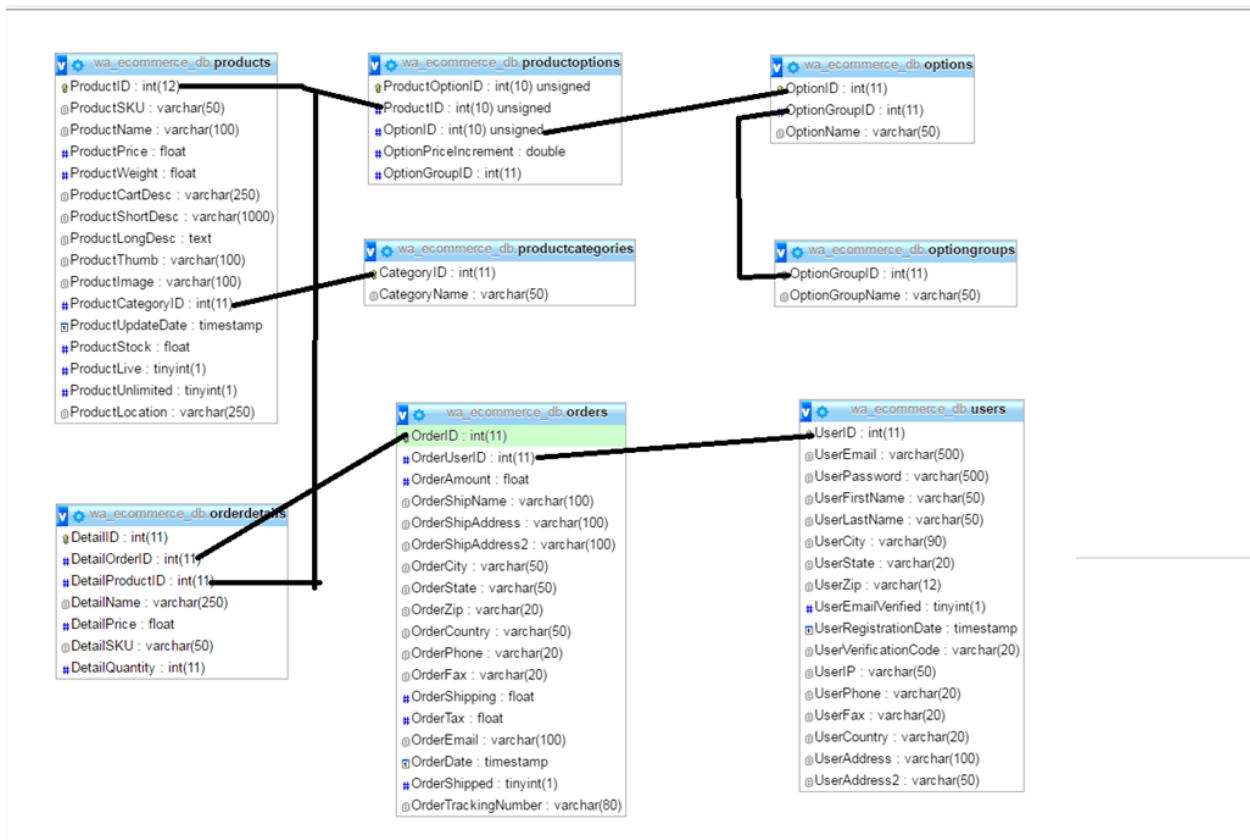 wa_ecommerce_db.products
ProductID : int(12)
ProductSKU : varchar(50)
ProductName : varchar(100)
ProductPrice : float
ProductWeight : float
ProductCartDesc : varchar(250)
ProductShortDesc : varchar(1000)
ProductLongDesc : text
ProductThumb : varchar(100)
ProductImage : varchar(100)
ProductCategoryID : int(11)
ProductUpdateDate : timestamp
ProductStock : float
ProductLive : tinyint(1)
ProductUnlimited : tinyint(1)
ProductLocation : varchar(250)
wa_ecommerce_db.productoptions
ProductOptionID : int(10) unsigned
ProductID : int(10) unsigned
OptionID : int(10) unsigned
OptionPriceIncrement : double
OptionGroupID : int(11)
wa_ecommerce_db.options
OptionID : int(11)
OptionGroupID : int(11)
OptionName : varchar(50)
wa_ecommerce_db.productcategories
CategoryID : int(11)
CategoryName : varchar(50)
wa_ecommerce_db.optiongroups
OptionGroupID : int(11)
OptionGroupName : varchar(50)
wa_ecommerce_db.orderdetails
DetailID : int(11)
DetailOrderID : int(11)
DetailProductID : int(11)
DetailName : varchar(250)
DetailPrice : float
DetailSKU : varchar(50)
DetailQuantity : int(11)
wa_ecommerce_db.orders
OrderID : int(11)
OrderUserID : int(11)
OrderAmount : float
OrderShipName : varchar(100)
OrderShipAddress : varchar(100)
OrderShipAddress2 : varchar(100)
OrderCity : varchar(50)
OrderState : varchar(50)
OrderZip : varchar(20)
OrderCountry : varchar(50)
OrderPhone : varchar(20)
OrderFax : varchar(20)
OrderShipping : float
OrderTax : float
OrderEmail : varchar(100)
OrderDate : timestamp
OrderShipped : tinyint(1)
OrderTrackingNumber : varchar(80)
wa_ecommerce_db.users
UserID : int(11)
UserEmail : varchar(500)
UserPassword : varchar(500)
UserFirstName : varchar(50)
UserLastName : varchar(50)
UserCity : varchar(90)
UserState : varchar(20)
UserZip : varchar(12)
UserEmailVerified : tinyint(1)
UserRegistrationDate : timestamp
UserVerificationCode : varchar(20)
UserIP : varchar(50)
UserPhone : varchar(20)
UserFax : varchar(20)
UserCountry : varchar(20)
UserAddress : varchar(100)
UserAddress2 : varchar(50)